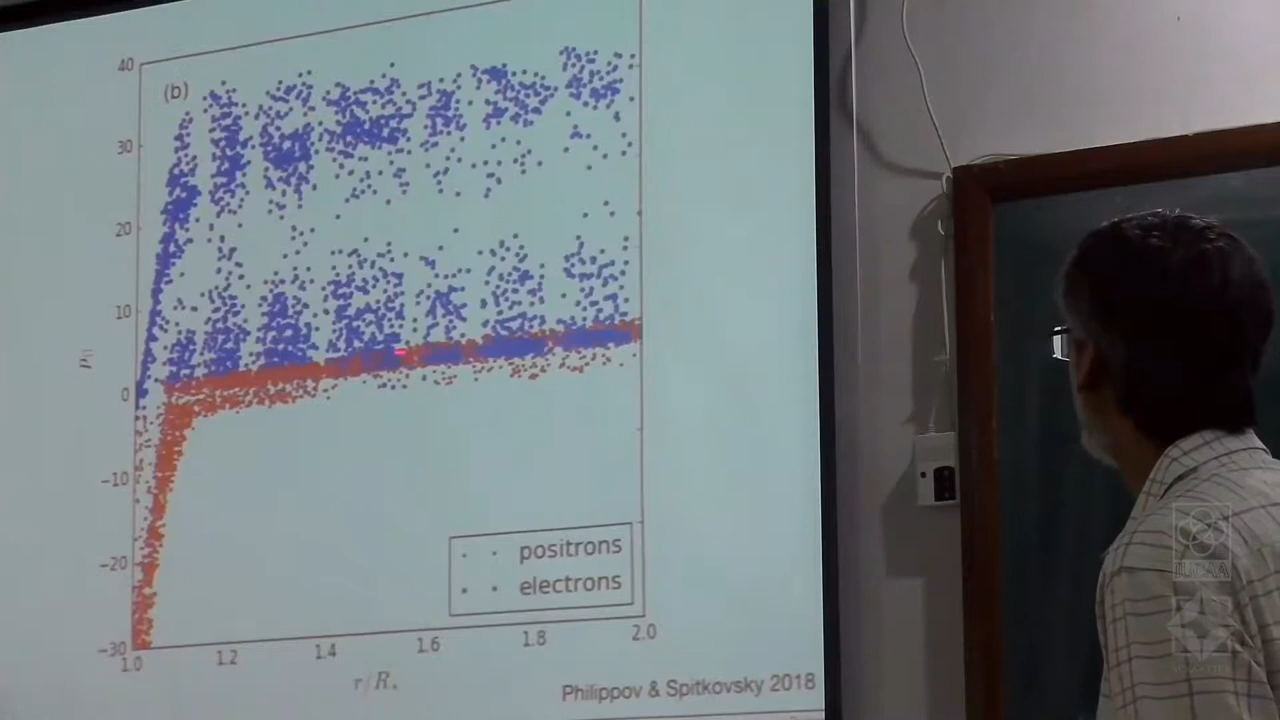 (b)
40
30
20
10
0
-10
-20
-30
p||
1.0 1.2 1.4 1.6 1.8 2.0
r/R*
positrons
electrons
Philippov & Spitkovsky 2018
IUCAA